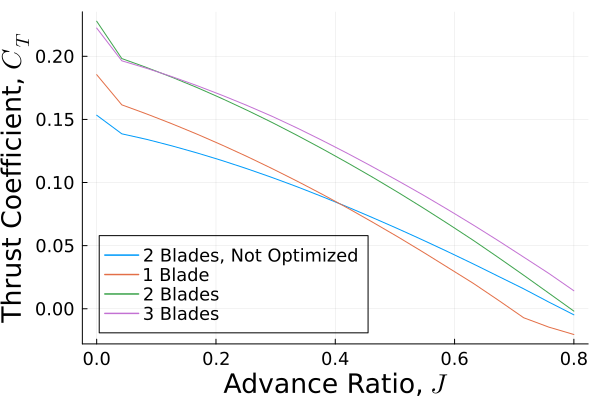 Thrust Coefficient, C_T
0.20
0.15
0.10
0.05
0.00
2 Blades, Not Optimized
1 Blade
2 Blades
3 Blades
0.0 0.2 0.4 0.6 0.8
Advance Ratio, J